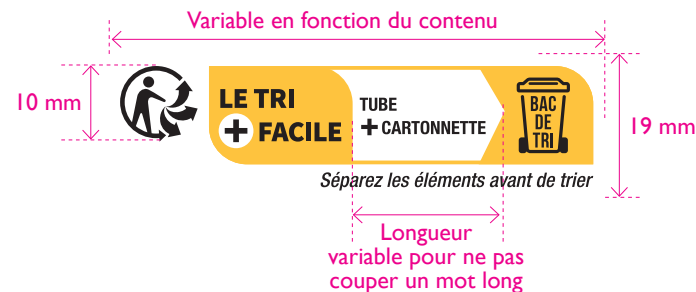 Variable en fonction du contenu
10 mm
LE TRI
+ FACILE
TUBE
+ CARTONNETTE
BAC
DE
TRI
19 mm
Séparez les éléments avant de trier
Longueur
variable pour ne pas
couper un mot long